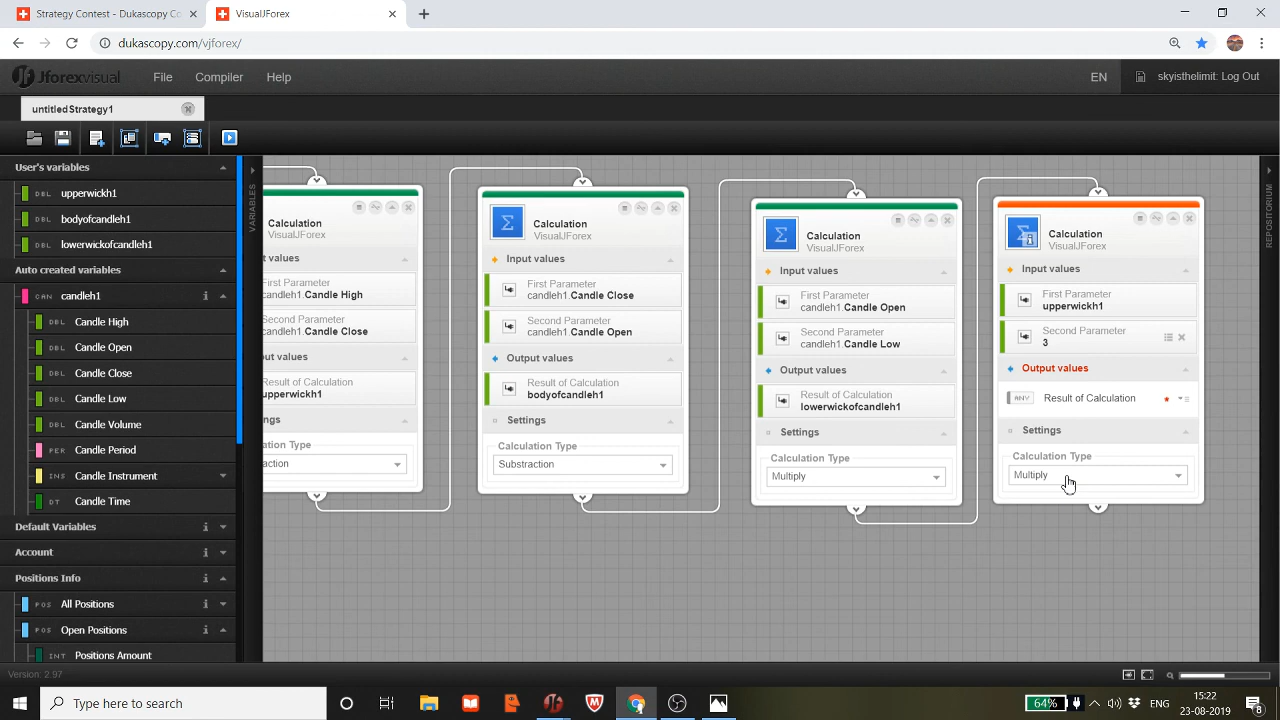 Strategy Contest - Dukascopy C
VisualJForex
dukascopy.com/vjforex/
Jforexvisual
File
Compiler
Help
EN
skyisthelimit: Log Out
untitledStrategy1
User's variables
DBL upperwickh1
DBL bodyofcandleh1
DBL lowerwickofcandleh1
Auto created variables
CAN candleh1
DBL Candle High
DBL Candle Open
DBL Candle Close
DBL Candle Low
DBL Candle Volume
PER Candle Period
INS Candle Instrument
DT Candle Time
Default Variables
Account
Positions Info
POS All Positions
POS Open Positions
INT Positions Amount
VARIABLES
Calculation
VisualJForex
ut values
First Parameter
candleh1.Candle High
Second Parameter
candleh1.Candle Close
put values
Result of Calculation
upperwickh1
ngs
lation Type
action
Calculation
VisualJForex
Input values
First Parameter
candleh1.Candle Close
Second Parameter
candleh1.Candle Open
Output values
Result of Calculation
bodyofcandleh1
Settings
Calculation Type
Substraction
Calculation
VisualJForex
Input values
First Parameter
candleh1.Candle Open
Second Parameter
candleh1.Candle Low
Output values
Result of Calculation
lowerwickofcandleh1
Settings
Calculation Type
Multiply
Calculation
VisualJForex
Input values
First Parameter
upperwickh1
Second Parameter
3
Output values
ANY Result of Calculation
Settings
Calculation Type
Multiply
REPOSITORIUM
Version: 2.97
Type here to search
64%
ENG
15:22
23-08-2019
8